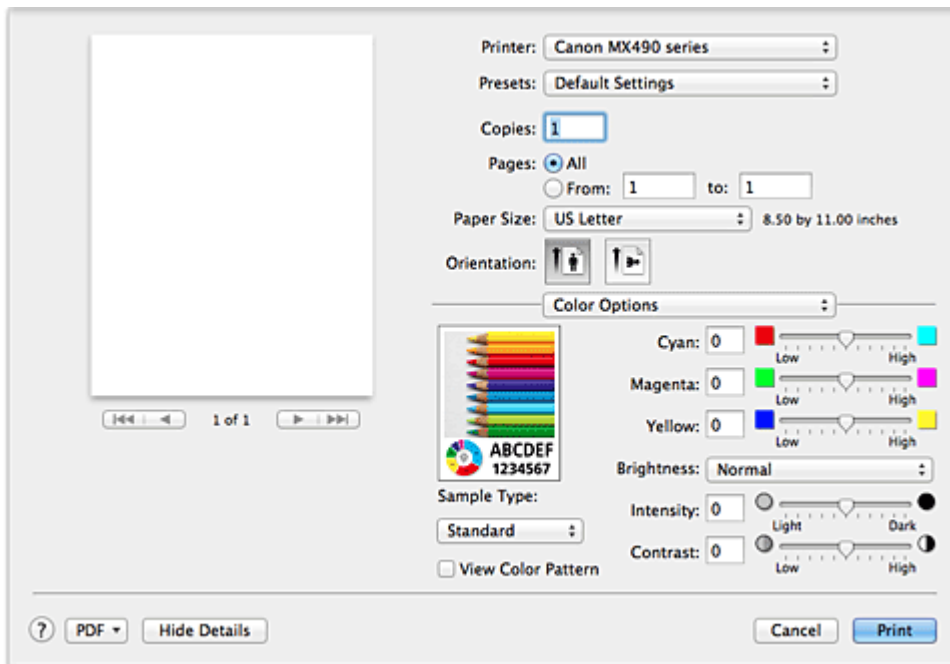 Printer: Canon MX490 series
Presets: Default Settings
Copies: 1
Pages: All
From: 1 to: 1
Paper Size: US Letter 8.50 by 11.00 inches
Orientation:
Color Options
1 of 1
ABCDEF
1234567
Sample Type:
Standard
View Color Pattern
Cyan: 0
Low High
Magenta: 0
Low High
Yellow: 0
Low High
Brightness: Normal
Intensity: 0
Light Dark
Contrast: 0
Low High
? PDF Hide Details Cancel Print